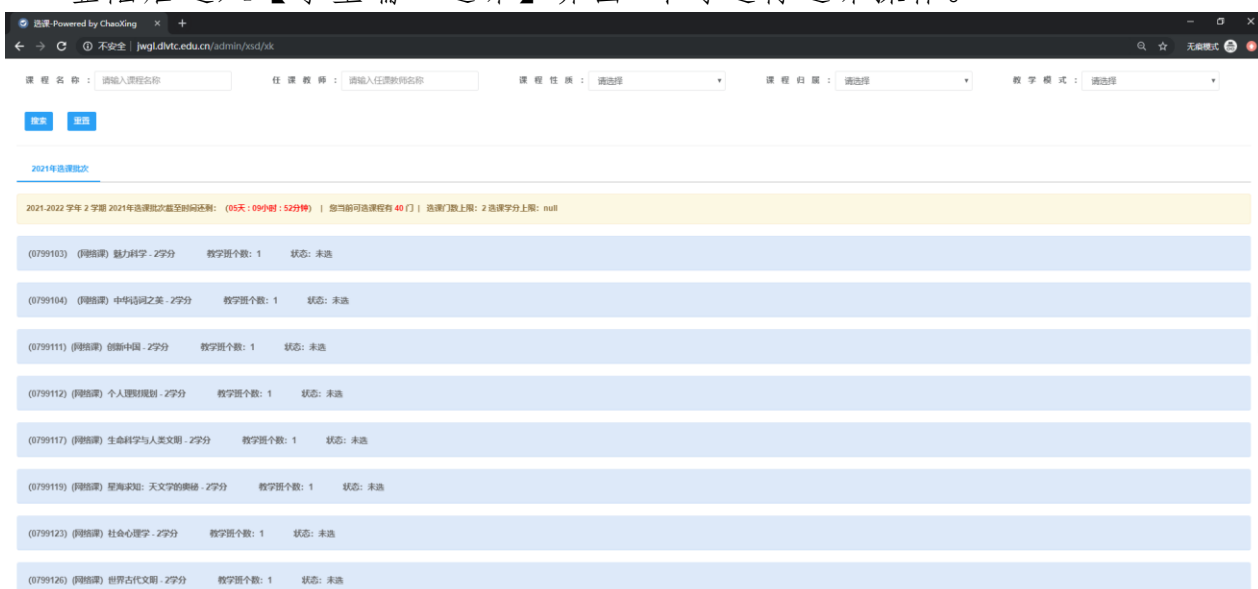 选课-Powered by ChaoXing × +
不安全 | jwgl.dlvtc.edu.cn/admin/xsd/xk 无痕模式
课程名称： 请输入课程名称 任课教师： 请输入任课教师名称 课程性质： 请选择 课程归属： 请选择 教学模式： 请选择
搜索 重置
2021年选课批次
2021-2022 学年 2 学期 2021年选课批次截至时间还剩： （05天：09小时：52分钟） | 您当前可选课程有 40 门 | 选课门数上限：2 选课学分上限：null
(0799103) (网络课) 魅力科学 - 2学分 教学班个数：1 状态：未选
(0799104) (网络课) 中华诗词之美 - 2学分 教学班个数：1 状态：未选
(0799111) (网络课) 创新中国 - 2学分 教学班个数：1 状态：未选
(0799112) (网络课) 个人理财规划 - 2学分 教学班个数：1 状态：未选
(0799117) (网络课) 生命科学与人类文明 - 2学分 教学班个数：1 状态：未选
(0799119) (网络课) 星海求知：天文学的奥秘 - 2学分 教学班个数：1 状态：未选
(0799123) (网络课) 社会心理学 - 2学分 教学班个数：1 状态：未选
(0799126) (网络课) 世界古代文明 - 2学分 教学班个数：1 状态：未选